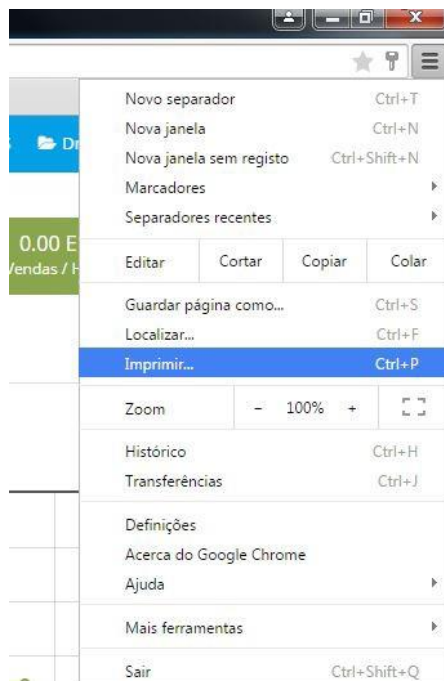 Novo separador Ctrl+T
Nova janela Ctrl+N
Nova janela sem registo Ctrl+Shift+N
Marcadores
Separadores recentes
Editar Cortar Copiar Colar
Guardar página como... Ctrl+S
Localizar... Ctrl+F
Imprimir... Ctrl+P
Zoom - 100% +
Histórico Ctrl+H
Transferências Ctrl+J
Definições
Acerca do Google Chrome
Ajuda
Mais ferramentas
Sair Ctrl+Shift+Q
0.00 E
Vendas / H